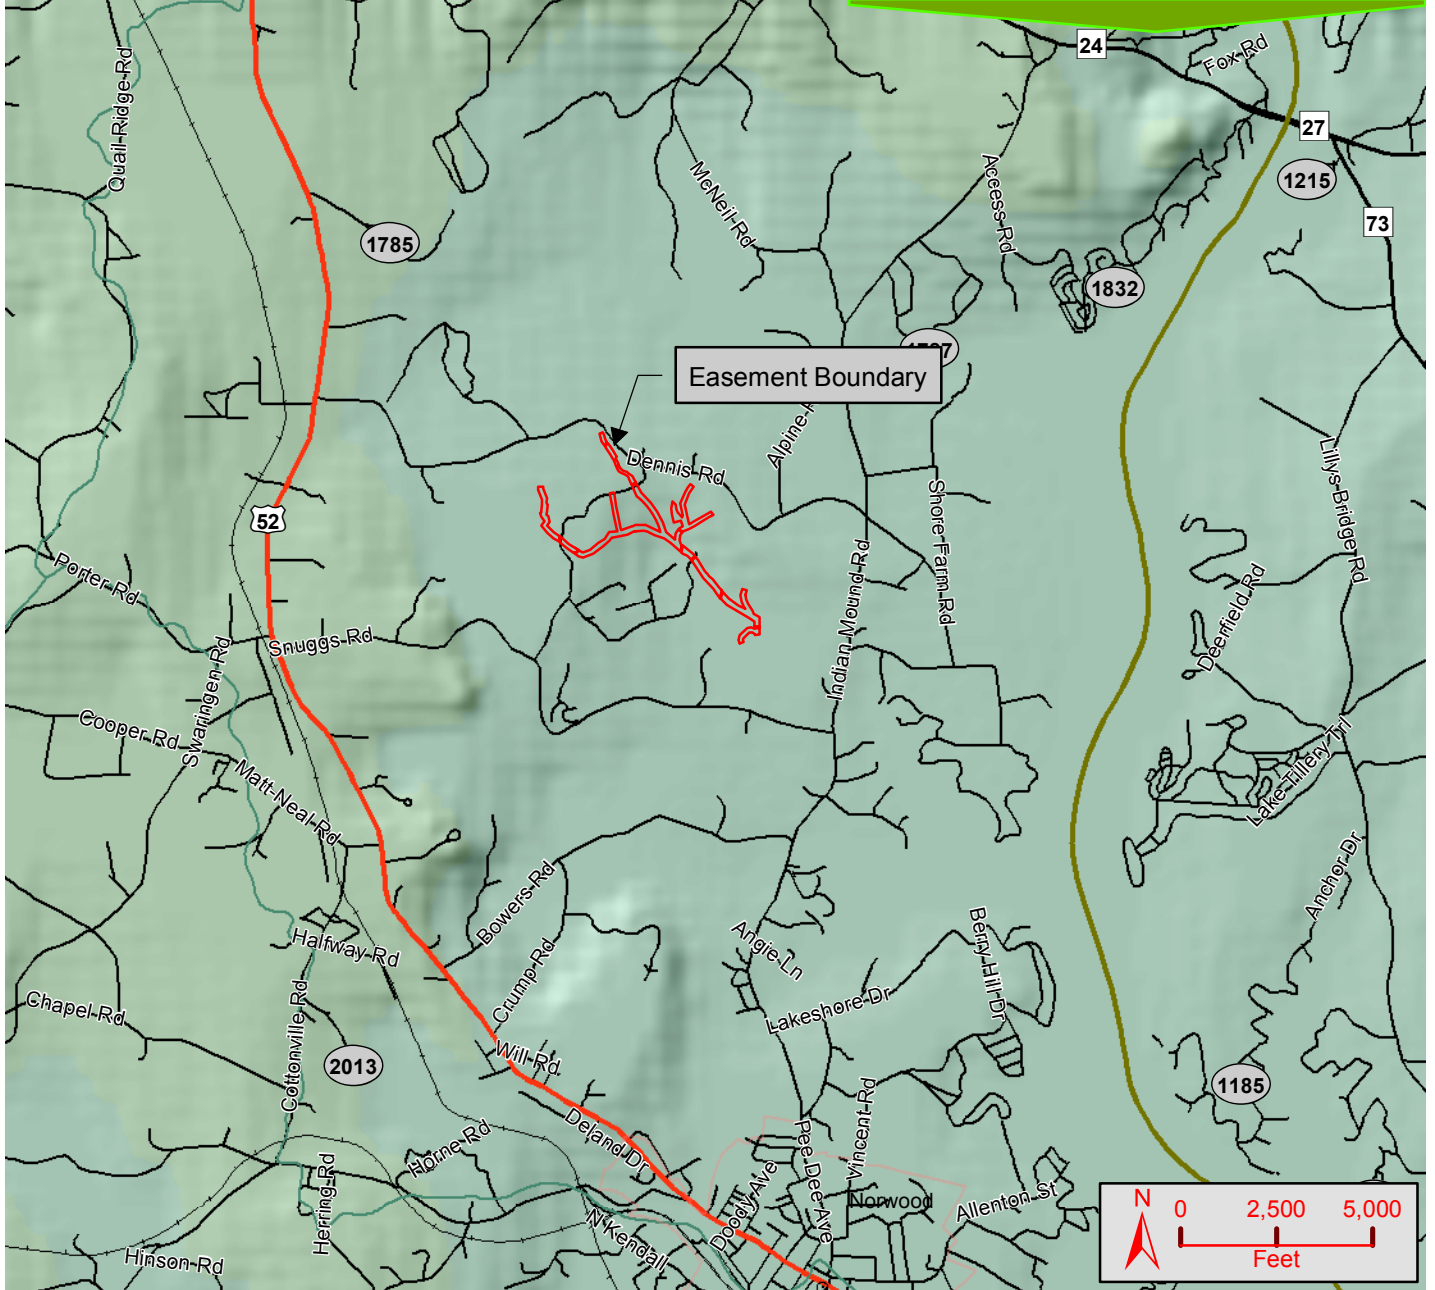 24
Fox Rd
Quail Ridge Rd
27
1215
McNeil Rd
Access Rd
73
1785
1832
Easement Boundary
Dennis Rd
Lillys Bridge Rd
Shore Farm Rd
52
Porter Rd
Indian Mound Rd
Deerfield Rd
Snuggs Rd
Swaringen Rd
Cooper Rd
Matt-Neal Rd
Lake Tillery Trl
Anchor Dr
Bowers Rd
Halfway Rd
Angie Ln
Berry Hill Dr
Crump Rd
Chapel Rd
Cottonville Rd
Lakeshore Dr
2013
Will Rd
1185
Vincent Rd
Deland Dr
Horne Rd
Pee Dee Ave
Doody Ave
Norwood
Allenton St
Herring Rd
N Kendall
Hinson Rd
N
0 2,500 5,000
Feet